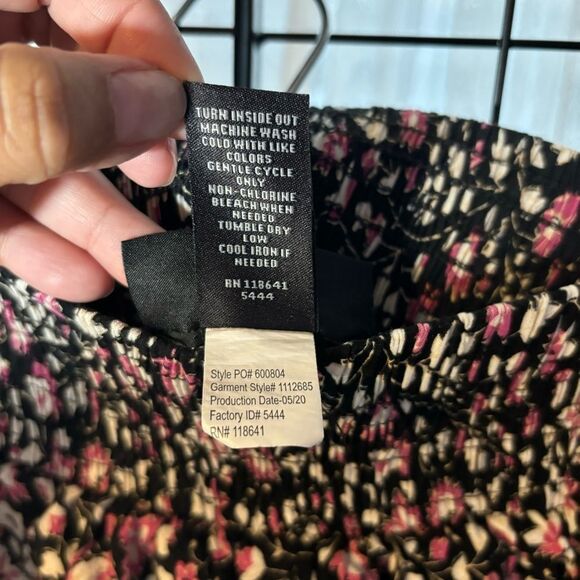 TURN INSIDE OUT
MACHINE WASH
COLD WITH LIKE
COLORS
GENTLE CYCLE
ONLY
NON-CHLORINE
BLEACH WHEN
NEEDED
TUMBLE DRY
LOW
COOL IRON IF
NEEDED
RN 118641
5444
Style PO# 600804
Garment Style# 1112685
Production Date-05/20
Factory ID# 5444
RN# 118641